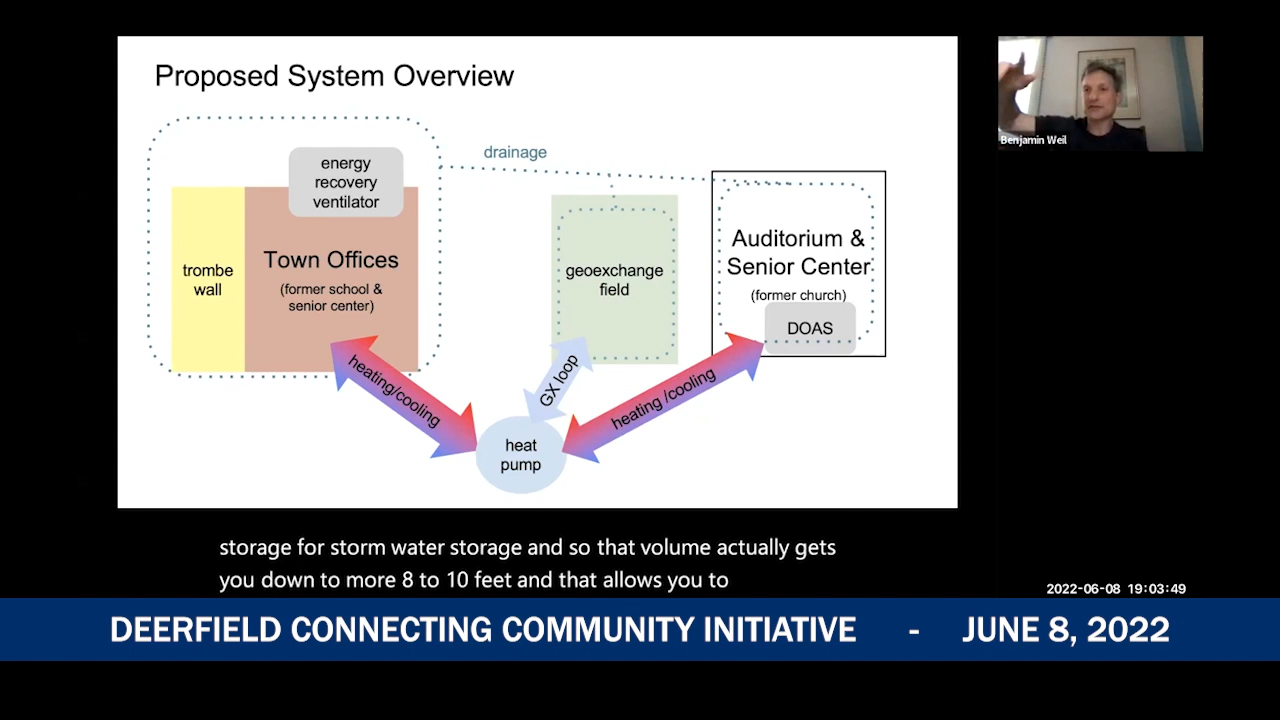 Proposed System Overview
energy
recovery
ventilator
drainage
trombe
wall
Town Offices
(former school &
senior center)
geoexchange
field
Auditorium &
Senior Center
(former church)
DOAS
heating/cooling
GX loop
heating /cooling
heat
pump
Benjamin Weil
storage for storm water storage and so that volume actually gets
you down to more 8 to 10 feet and that allows you to
2022-06-08 19:03:49
DEERFIELD CONNECTING COMMUNITY INITIATIVE - JUNE 8, 2022